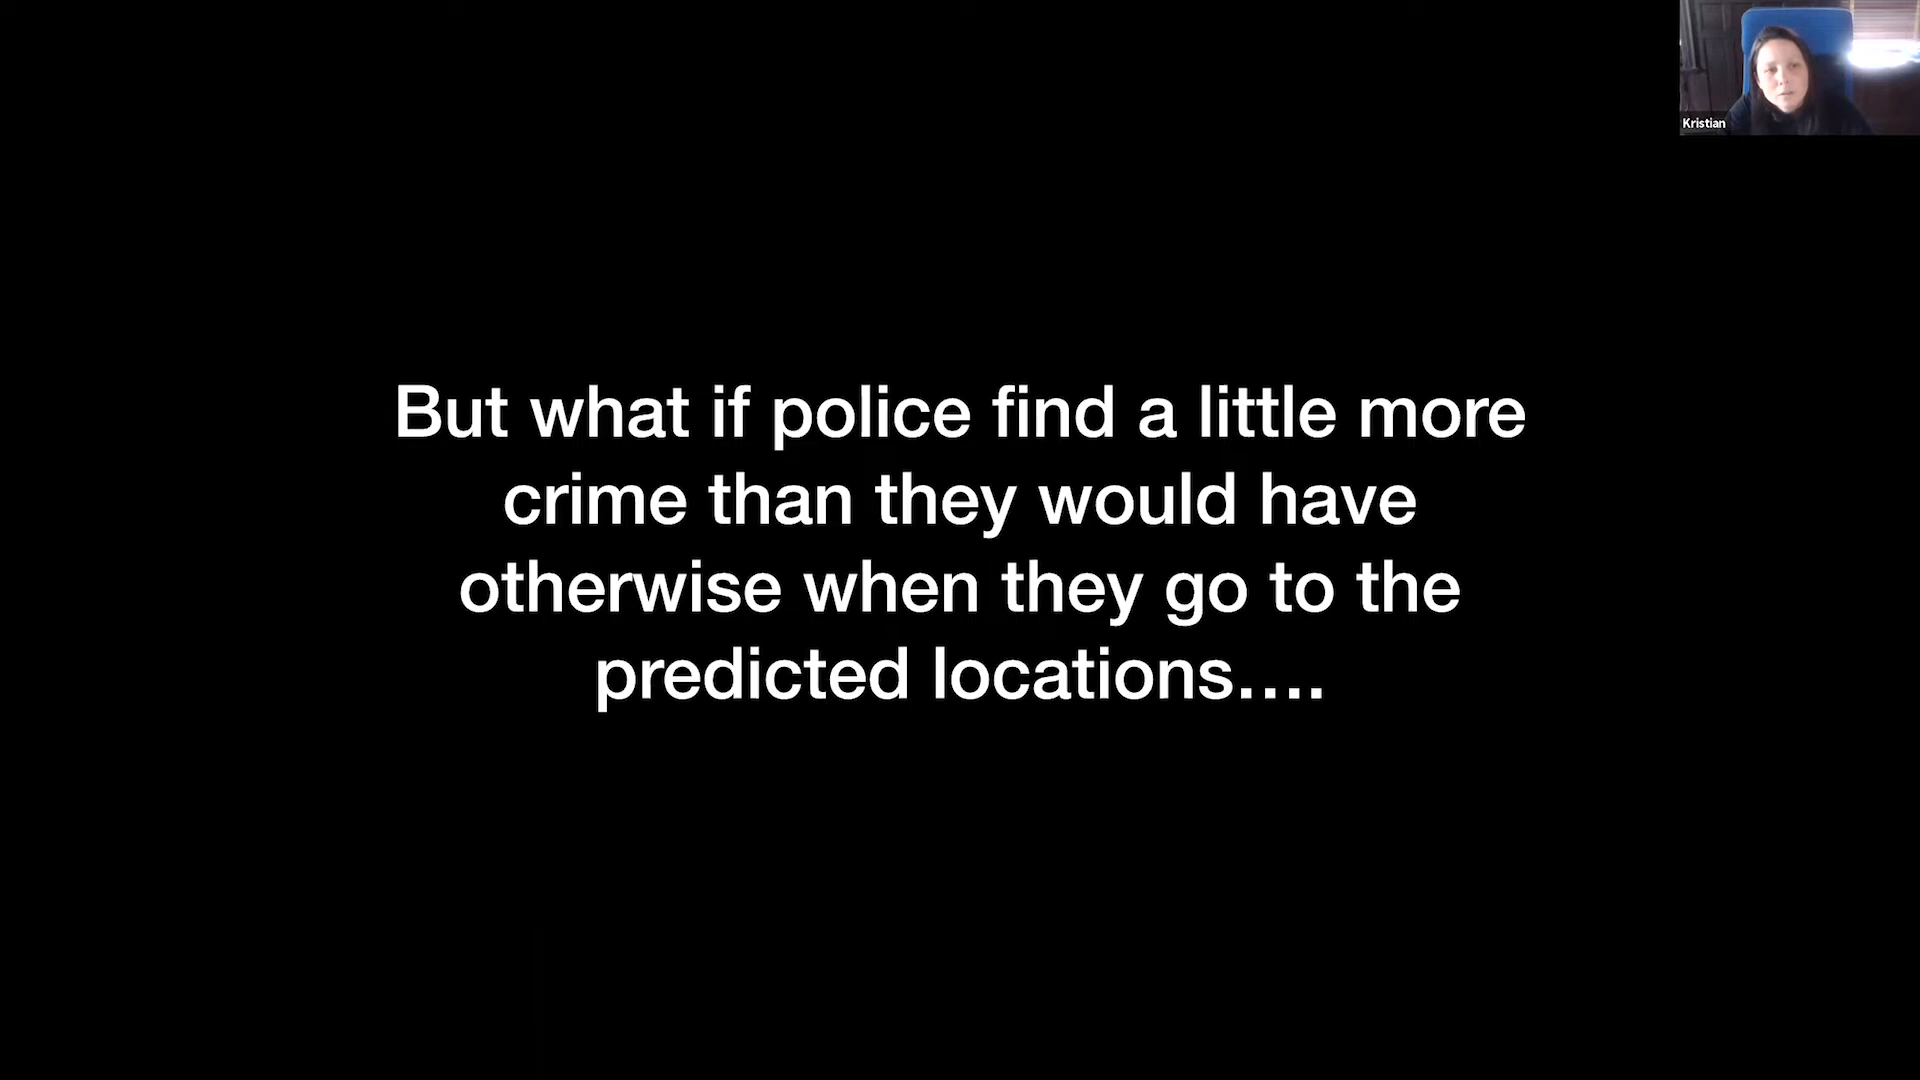 Kristian
But what if police find a little more
crime than they would have
otherwise when they go to the
predicted locations....